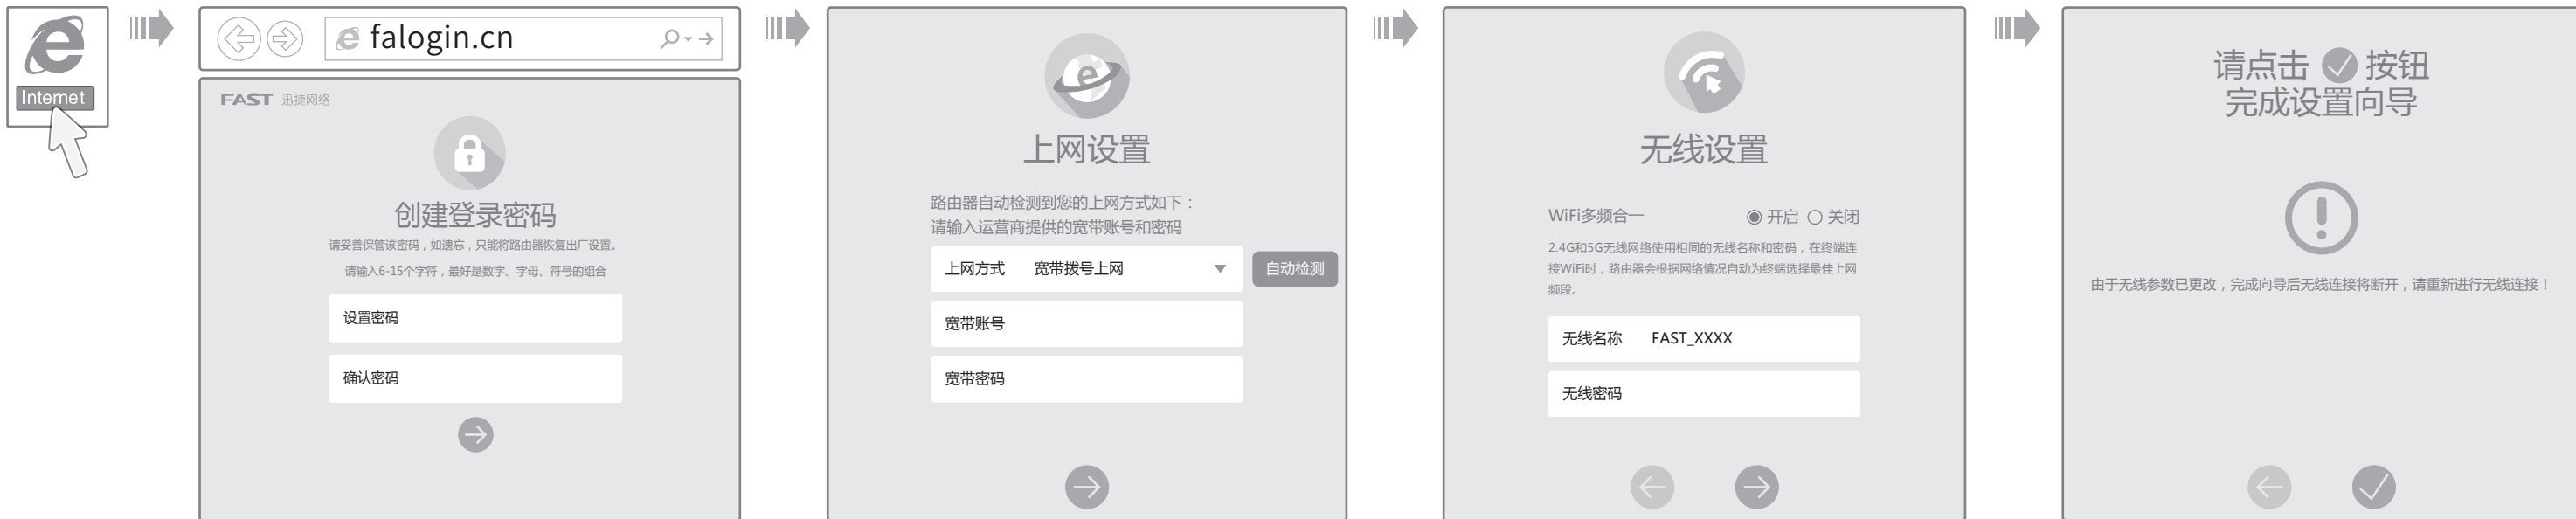 Internet
falogin.cn
FAST 迅捷网络
创建登录密码
请妥善保管该密码，如遗忘，只能将路由器恢复出厂设置。
请输入6-15个字符，最好是数字、字母、符号的组合
设置密码
确认密码
上网设置
路由器自动检测到您的上网方式如下：
请输入运营商提供的宽带账号和密码
上网方式 宽带拨号上网 自动检测
宽带账号
宽带密码
无线设置
WiFi多频合一 开启 关闭
2.4G和5G无线网络使用相同的无线名称和密码，在终端连
接WiFi时，路由器会根据网络情况自动为终端选择最佳上网
频段。
无线名称 FAST_XXXX
无线密码
请点击 按钮
完成设置向导
由于无线参数已更改，完成向导后无线连接将断开，请重新进行无线连接！